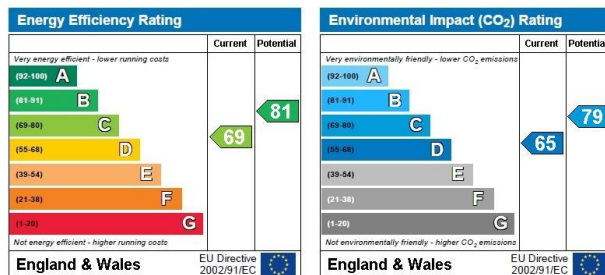 Energy Efficiency Rating
Current Potential
Very energy efficient - lower running costs
(92-100) A
(81-91) B
(69-80) C
(55-68) D
(39-54) E
(21-38) F
(1-20) G
69
81
Not energy efficient - higher running costs
England & Wales
EU Directive
2002/91/EC
Environmental Impact (CO₂) Rating
Current Potential
Very environmentally friendly - lower CO₂ emissions
(92-100) A
(81-91) B
(69-80) C
(55-68) D
(39-54) E
(21-38) F
(1-20) G
65
79
Not environmentally friendly - higher CO₂ emissions
England & Wales
EU Directive
2002/91/EC